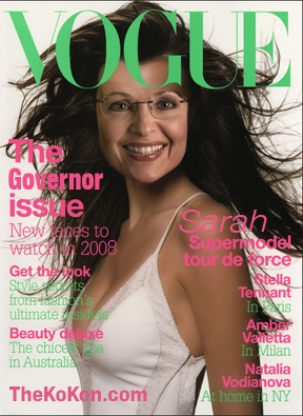 VOGUE
The
Governor
issue
New faces to
watch in 2008
Get the look
Style secrets
from fashion's
ultimate insiders
Beauty deluxe
The chicest spa
in Australia
Sarah
Supermodel
tour de force
Stella
Tennant
In Paris
Amber
Valletta
In Milan
Natalia
Vodianova
At home in NY
TheKoKon.com